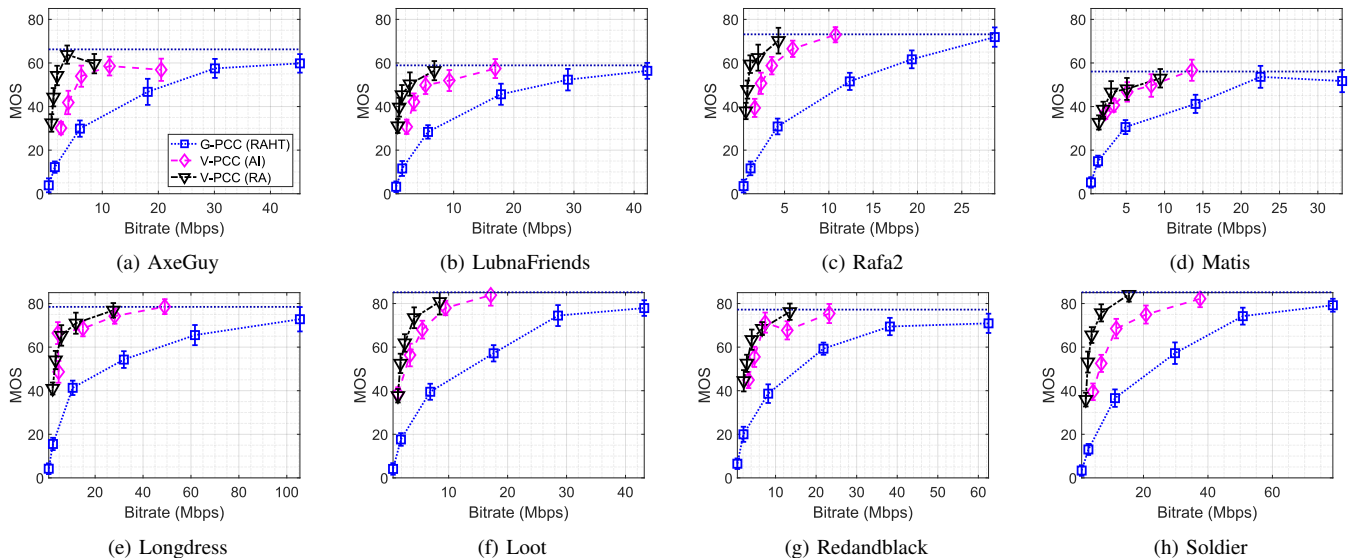 80
60
40
20
0
MOS
10 20 30 40
Bitrate (Mbps)
G-PCC (RAHT)
V-PCC (AI)
V-PCC (RA)
(a) AxeGuy
80
60
40
20
0
MOS
10 20 30 40
Bitrate (Mbps)
(b) LubnaFriends
80
60
40
20
0
MOS
5 10 15 20 25
Bitrate (Mbps)
(c) Rafa2
80
60
40
20
0
MOS
5 10 15 20 25 30
Bitrate (Mbps)
(d) Matis
80
60
40
20
0
MOS
20 40 60 80 100
Bitrate (Mbps)
(e) Longdress
80
60
40
20
0
MOS
10 20 30 40
Bitrate (Mbps)
(f) Loot
80
60
40
20
0
MOS
10 20 30 40 50 60
Bitrate (Mbps)
(g) Redandblack
80
60
40
20
0
MOS
20 40 60
Bitrate (Mbps)
(h) Soldier